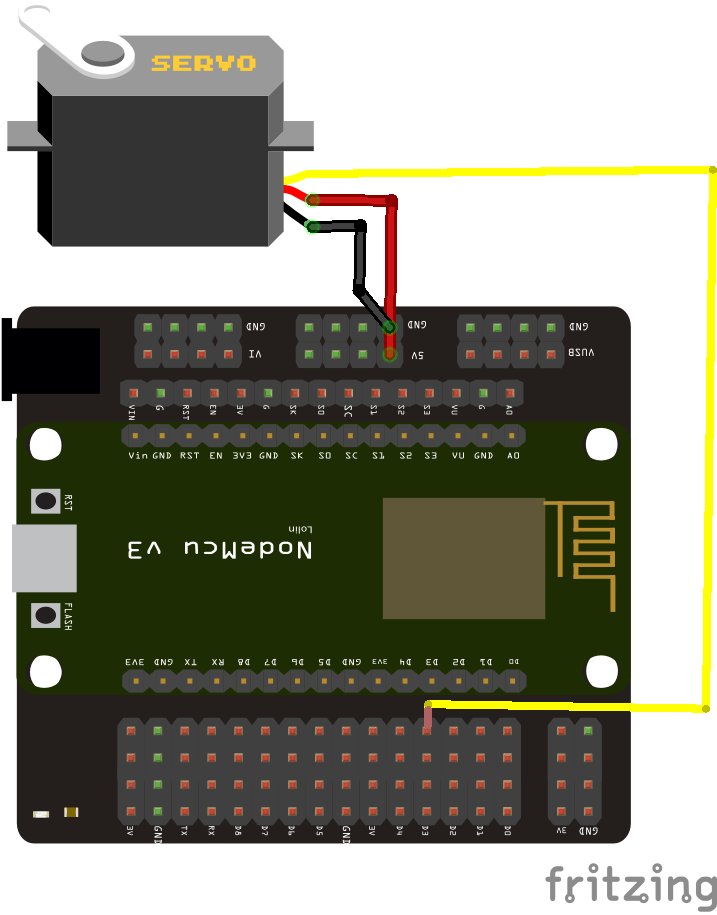 SERVO
GND GND GND
VI 5V VUSB
VIN G RST EN 3V G SK SO SC S1 S2 S3 VU G AO
Vin GND RST EN 3V3 GND SK SO SC S1 S2 S3 VU GND AO
RST
Lolin
NodeMcu v3
FLASH
3V3 GND TX RX D8 D7 D6 D5 GND 3V3 D4 D3 D2 D1 D0
3V GND TX RX D8 D7 D6 D5 GND 3V D4 D3 D2 D1 D0 3V GND
fritzing